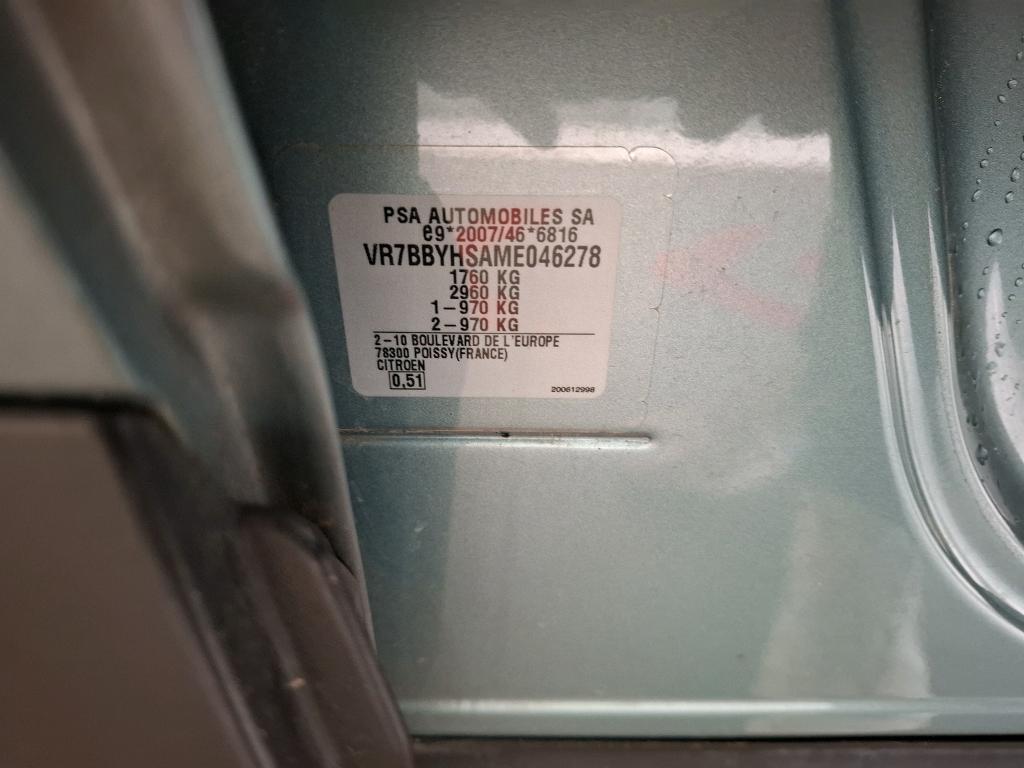 PSA AUTOMOBILES SA
e9*2007/46*6816
VR7BBYHSAME046278
1760 KG
2960 KG
1-970 KG
2-970 KG
2-10 BOULEVARD DE L'EUROPE
78300 POISSY(FRANCE)
CITROEN
0,51
200612998